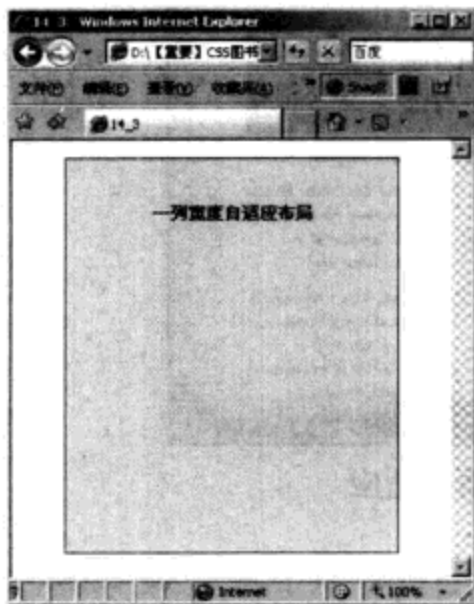 14_3 Windows Internet Explorer
D:\【重要】CSS图书
百度
文件(F) 编辑(E) 查看(V) 收藏夹(A) » SnagIt
14_3
一列宽度自适应布局
Internet 100%